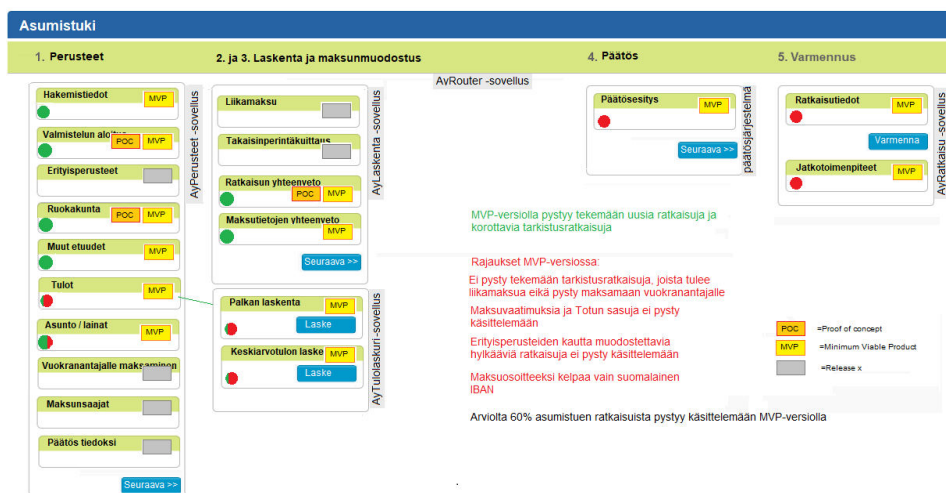 Asumistuki
1. Perusteet
2. ja 3. Laskenta ja maksunmuodostus
4. Päätös
5. Varmennus
AyRouter -sovellus
Hakemistiedot
MVP
Valmistelun aloitus
POC
MVP
Erityisperusteet
Ruokakunta
POC
MVP
Muut etuudet
MVP
Tulot
MVP
Asunto / lainat
MVP
Vuokranantajalle maksaminen
Maksunsaajat
Päätös tiedoksi
Seuraava >>
AyPerusteet -sovellus
Liikamaksu
Takaisinperintäkuittaus
Ratkaisun yhteenveto
POC
MVP
Maksutietojen yhteenveto
MVP
Seuraava >>
AyLaskenta -sovellus
Palkan laskenta
MVP
Laske
Keskiarvotulon laske
MVP
Laske
AyTulolaskuri-sovellus
Päätösesitys
MVP
Seuraava >>
päätösjärjestelmä
Ratkaisutiedot
MVP
Varmenna
Jatkotoimenpiteet
MVP
AyRatkaisu -sovellus
MVP-versiolla pystyy tekemään uusia ratkaisuja ja
korottavia tarkistusratkaisuja
Rajaukset MVP-versiossa:
Ei pysty tekemään tarkistusratkaisuja, joista tulee
liikamaksua eikä pysty maksamaan vuokranantajalle
Maksuvaatimuksia ja Totun sasuja ei pysty
käsittelemään
Erityisperusteiden kautta muodostettavia
hylkääviä ratkaisuja ei pysty käsittelemään
Maksuosoitteeksi kelpaa vain suomalainen
IBAN
Arviolta 60% asumistuen ratkaisuista pystyy käsittelemään MVP-versiolla
POC =Proof of concept
MVP =Minimum Viable Product
=Release x